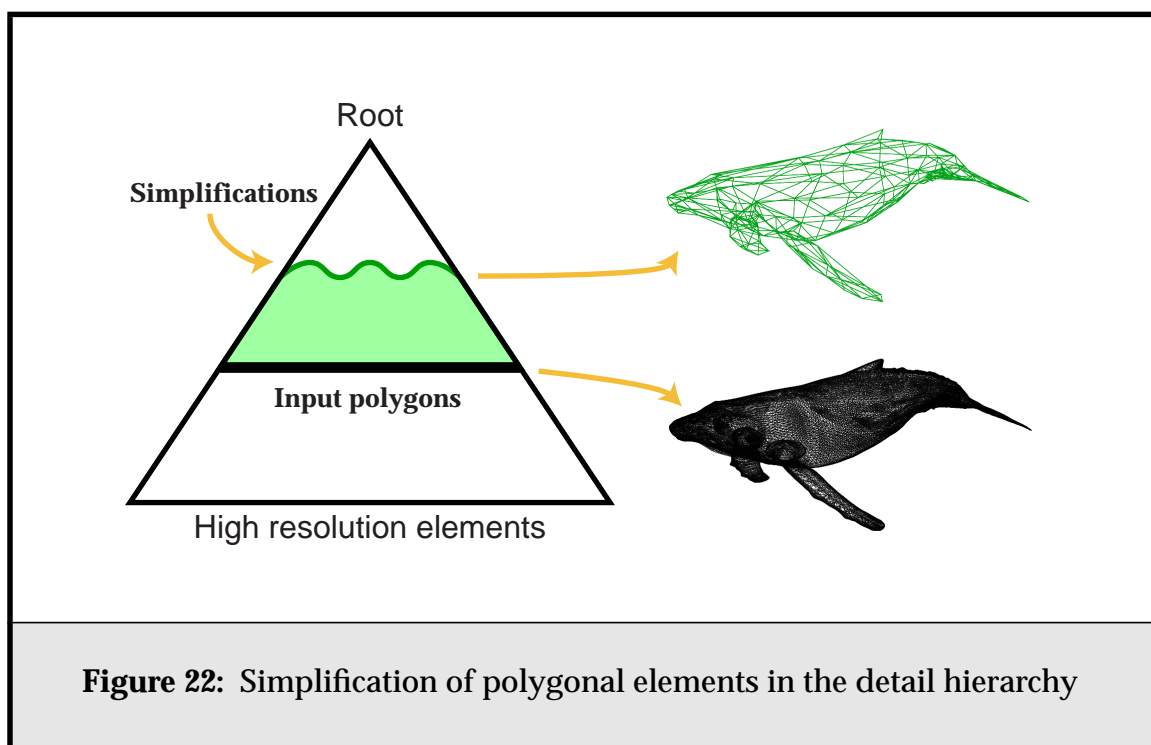 Root
Simplifications
Input polygons
High resolution elements
Figure 22: Simplification of polygonal elements in the detail hierarchy